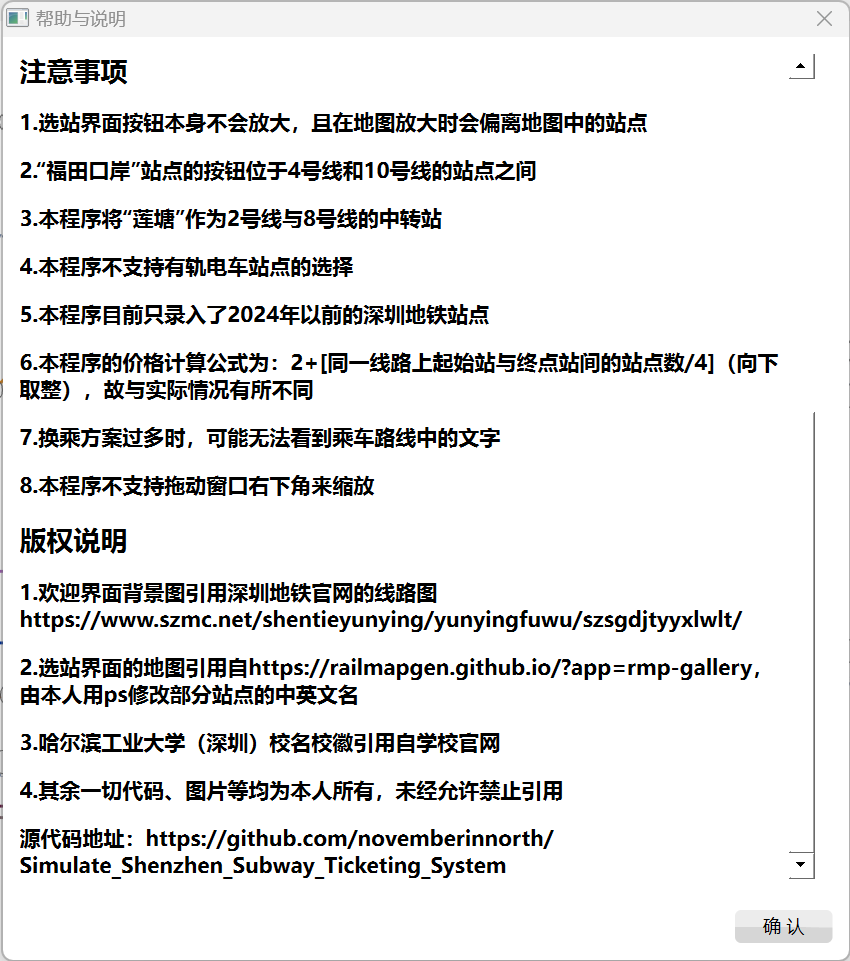 帮助与说明
注意事项
1.选站界面按钮本身不会放大，且在地图放大时会偏离地图中的站点
2.“福田口岸”站点的按钮位于4号线和10号线的站点之间
3.本程序将“莲塘”作为2号线与8号线的中转站
4.本程序不支持有轨电车站点的选择
5.本程序目前只录入了2024年以前的深圳地铁站点
6.本程序的价格计算公式为：2+[同一线路上起始站与终点站间的站点数/4]（向下
取整），故与实际情况有所不同
7.换乘方案过多时，可能无法看到乘车路线中的文字
8.本程序不支持拖动窗口右下角来缩放
版权说明
1.欢迎界面背景图引用深圳地铁官网的线路图
https://www.szmc.net/shentieyunying/yunyingfuwu/szsgdjtyyxlwlt/
2.选站界面的地图引用自https://railmapgen.github.io/?app=rmp-gallery，
由本人用ps修改部分站点的中英文名
3.哈尔滨工业大学（深圳）校名校徽引用自学校官网
4.其余一切代码、图片等均为本人所有，未经允许禁止引用
源代码地址：https://github.com/novemberinnorth/
Simulate_Shenzhen_Subway_Ticketing_System
确 认